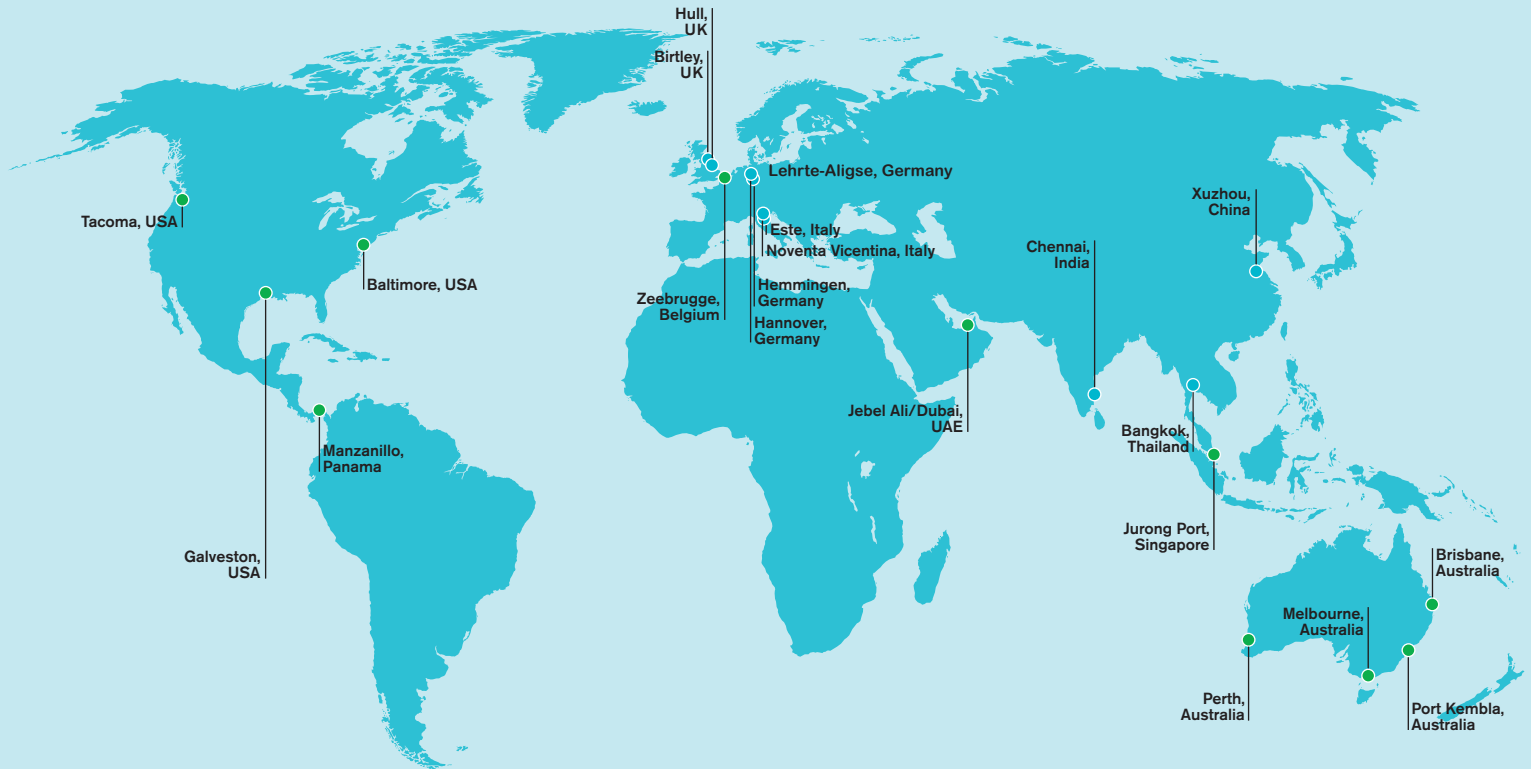 Hull,
UK
Birtley,
UK
Lehrte-Aligse, Germany
Xuzhou,
China
Tacoma, USA
Este, Italy
Noventa Vicentina, Italy
Chennai,
India
Baltimore, USA
Hemmingen,
Germany
Zeebrugge,
Belgium
Hannover,
Germany
Jebel Ali/Dubai,
UAE
Bangkok,
Thailand
Manzanillo,
Panama
Jurong Port,
Singapore
Galveston,
USA
Brisbane,
Australia
Melbourne,
Australia
Perth,
Australia
Port Kembla,
Australia